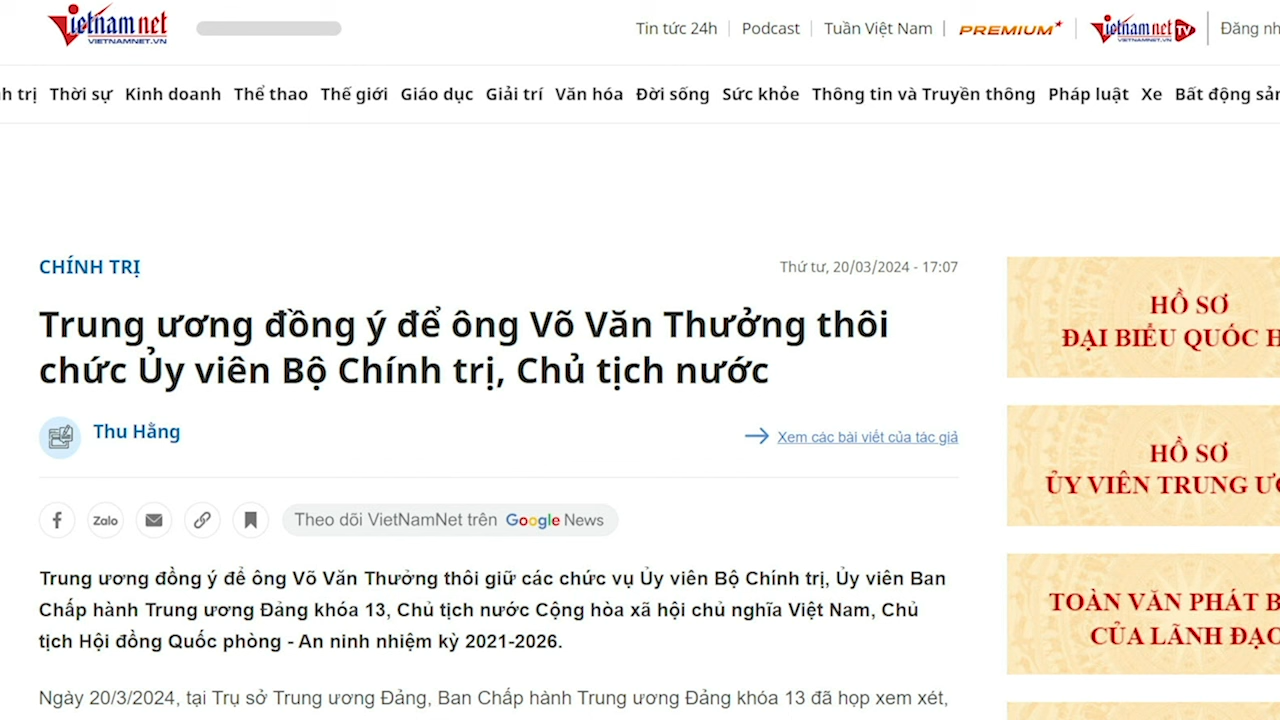 Vietnam net
VIETNAMNET.VN
Tin tức 24h
Podcast
Tuần Việt Nam
PREMIUM
Vietnam net TV
VIETNAMNET.VN
Đăng nh
h trị Thời sự Kinh doanh Thể thao Thế giới Giáo dục Giải trí Văn hóa Đời sống Sức khỏe Thông tin và Truyền thông Pháp luật Xe Bất động sản
CHÍNH TRỊ
Thứ tư, 20/03/2024 - 17:07
Trung ương đồng ý để ông Võ Văn Thưởng thôi
chức Ủy viên Bộ Chính trị, Chủ tịch nước
Thu Hằng
Xem các bài viết của tác giả
Zalo
Theo dõi VietNamNet trên Google News
Trung ương đồng ý để ông Võ Văn Thưởng thôi giữ các chức vụ Ủy viên Bộ Chính trị, Ủy viên Ban
Chấp hành Trung ương Đảng khóa 13, Chủ tịch nước Cộng hòa xã hội chủ nghĩa Việt Nam, Chủ
tịch Hội đồng Quốc phòng - An ninh nhiệm kỳ 2021-2026.
Ngày 20/3/2024, tại Trụ sở Trung ương Đảng, Ban Chấp hành Trung ương Đảng khóa 13 đã họp xem xét,
HỒ SƠ
ĐẠI BIỂU QUỐC H
HỒ SƠ
ỦY VIÊN TRUNG ƯƠ
TOÀN VĂN PHÁT B
CỦA LÃNH ĐẠO